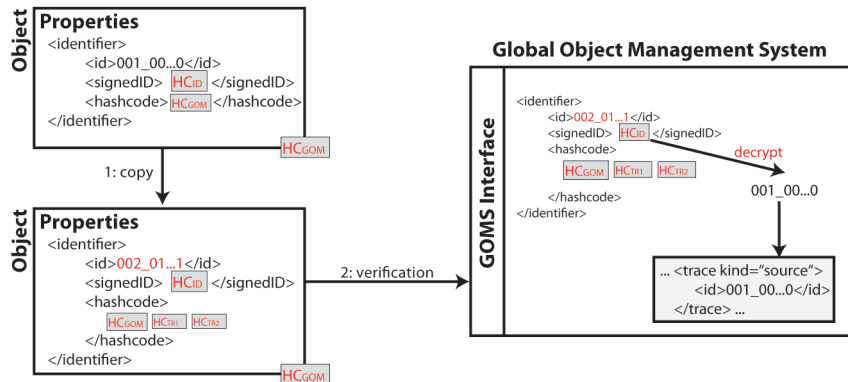 Object
Properties
<identifier>
<id>001_00...0</id>
<signedID> HCID </signedID>
<hashcode> HCGOM </hashcode>
</identifier>
HCGOM
1: copy
Object
Properties
<identifier>
<id>002_01...1</id>
<signedID> HCID </signedID>
<hashcode>
HCGOM HCTR1 HCTR2
</hashcode>
</identifier>
HCGOM
2: verification
Global Object Management System
GOMS Interface
<identifier>
<id>002_01...1</id>
<signedID> HCID </signedID>
<hashcode>
HCGOM HCTR1 HCTR2
</hashcode>
</identifier>
decrypt
001_00...0
... <trace kind=“source“>
<id>001_00...0</id>
</trace> ...